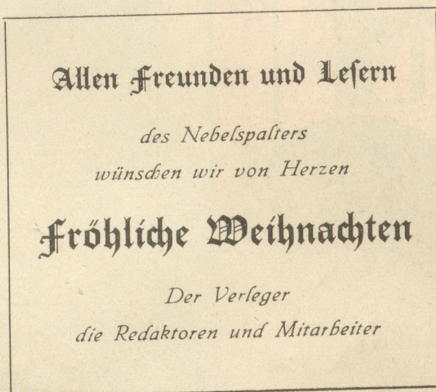 Allen Freunden und Lesern
des Nebelspalters
wünschen wir von Herzen
Fröhliche Weihnachten
Der Verleger
die Redaktoren und Mitarbeiter